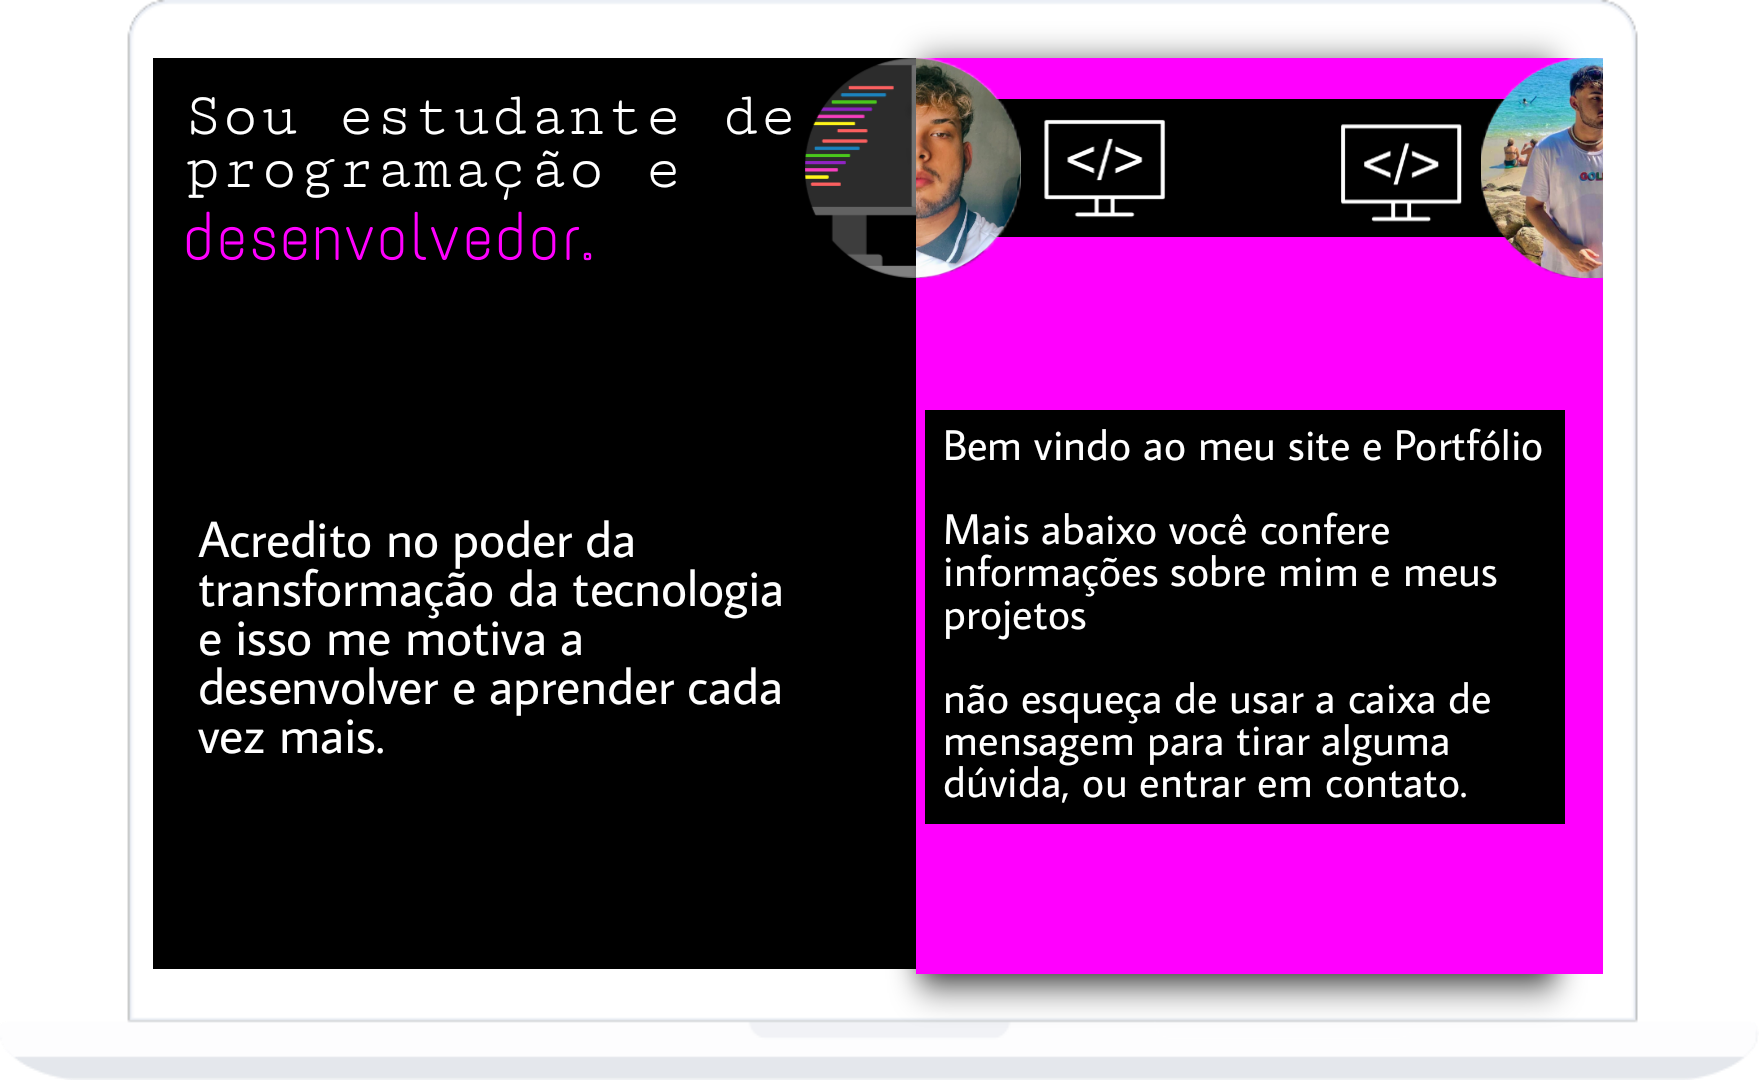 Sou estudante de
programação e
desenvolvedor.
</>
</>
Acredito no poder da
transformação da tecnologia
e isso me motiva a
desenvolver e aprender cada
vez mais.
Bem vindo ao meu site e Portfólio
Mais abaixo você confere
informações sobre mim e meus
projetos
não esqueça de usar a caixa de
mensagem para tirar alguma
dúvida, ou entrar em contato.